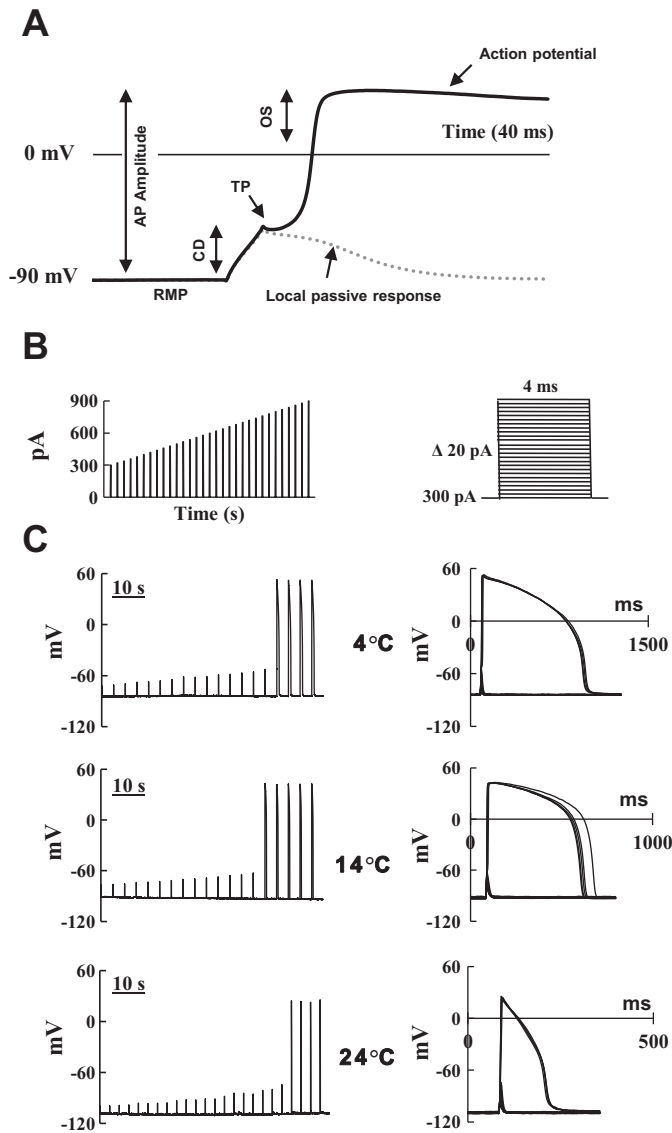 A
Action potential
AP Amplitude
OS
Time (40 ms)
0 mV
TP
CD
-90 mV
RMP
Local passive response
B
900
600
300
0
pA
Time (s)
4 ms
Δ 20 pA
300 pA
C
60
0
-60
-120
mV
10 s
4°C
60
0
-60
-120
mV
ms
0
1500
60
0
-60
-120
mV
10 s
14°C
60
0
-60
-120
mV
ms
0
1000
60
0
-60
-120
mV
10 s
24°C
60
0
-60
-120
mV
ms
0
500